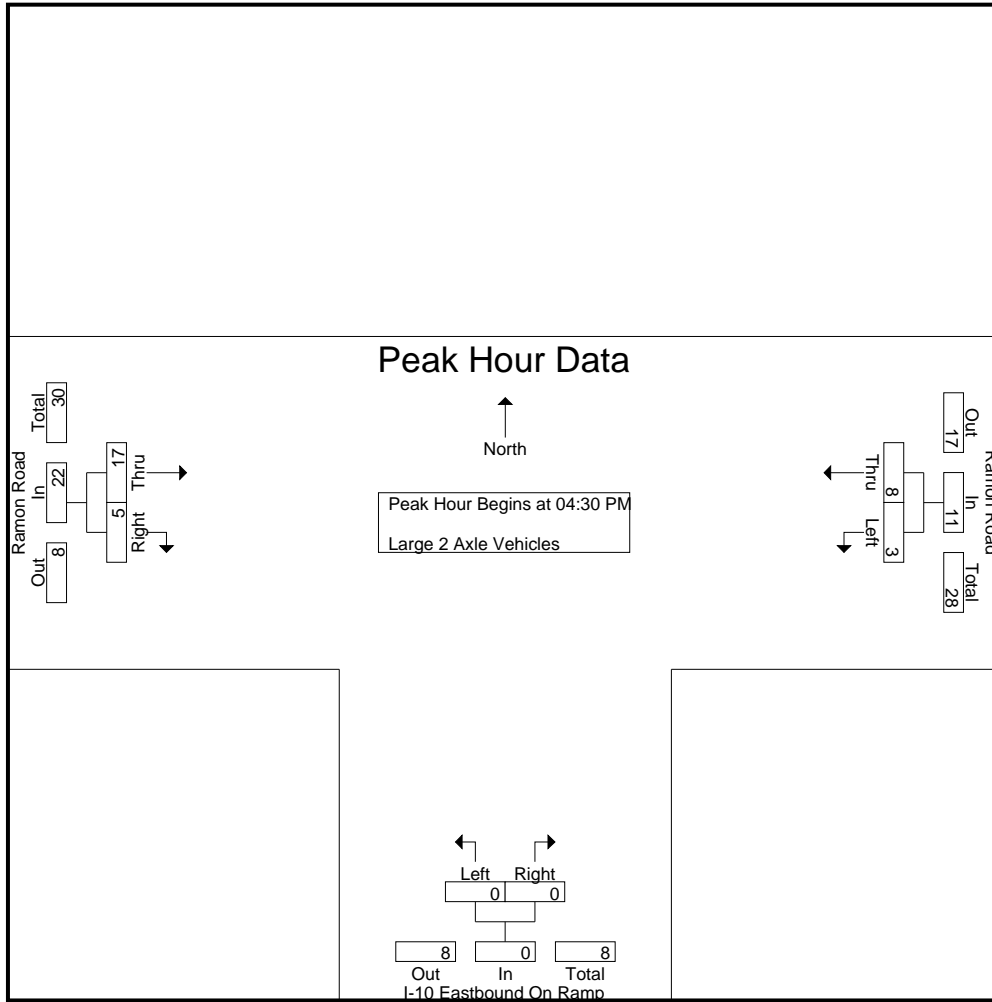 Peak Hour Data
North
Peak Hour Begins at 04:30 PM
Large 2 Axle Vehicles
Ramon Road
Total
30
In
22
Out
8
17
Thru
5
Right
Out
17
In
11
Total
28
Ramon Road
Thru
8
Left
3
Left Right
0 0
8 0 8
Out In Total
I-10 Eastbound On Ramp